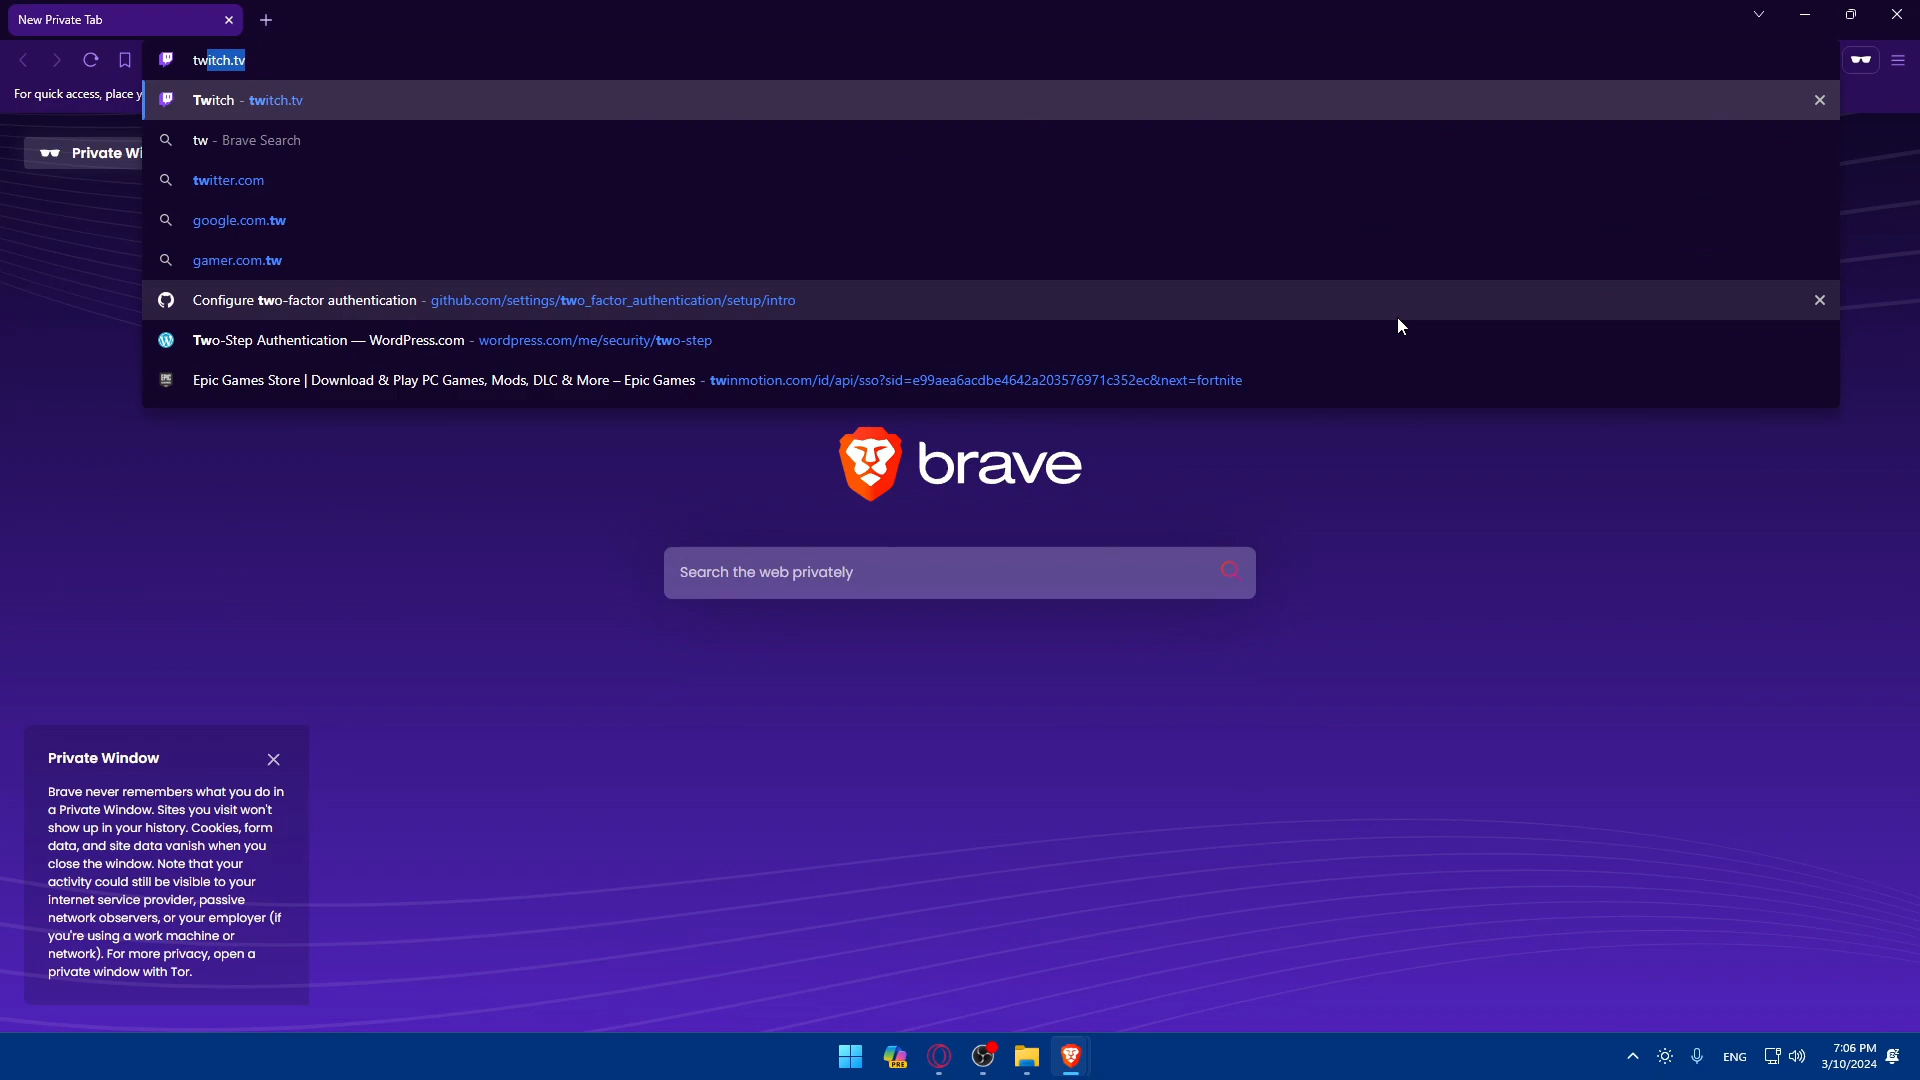 New Private Tab
twitch.tv
For quick access, place y
Twitch - twitch.tv
tw - Brave Search
Private Wi
twitter.com
google.com.tw
gamer.com.tw
Configure two-factor authentication - github.com/settings/two_factor_authentication/setup/intro
Two-Step Authentication — WordPress.com - wordpress.com/me/security/two-step
Epic Games Store | Download & Play PC Games, Mods, DLC & More – Epic Games - twinmotion.com/id/api/sso?sid=e99aea6acdbe4642a203576971c352ec&next=fortnite
brave
Search the web privately
Private Window
Brave never remembers what you do in
a Private Window. Sites you visit won't
show up in your history. Cookies, form
data, and site data vanish when you
close the window. Note that your
activity could still be visible to your
internet service provider, passive
network observers, or your employer (if
you're using a work machine or
network). For more privacy, open a
private window with Tor.
PRE
ENG
7:06 PM
3/10/2024